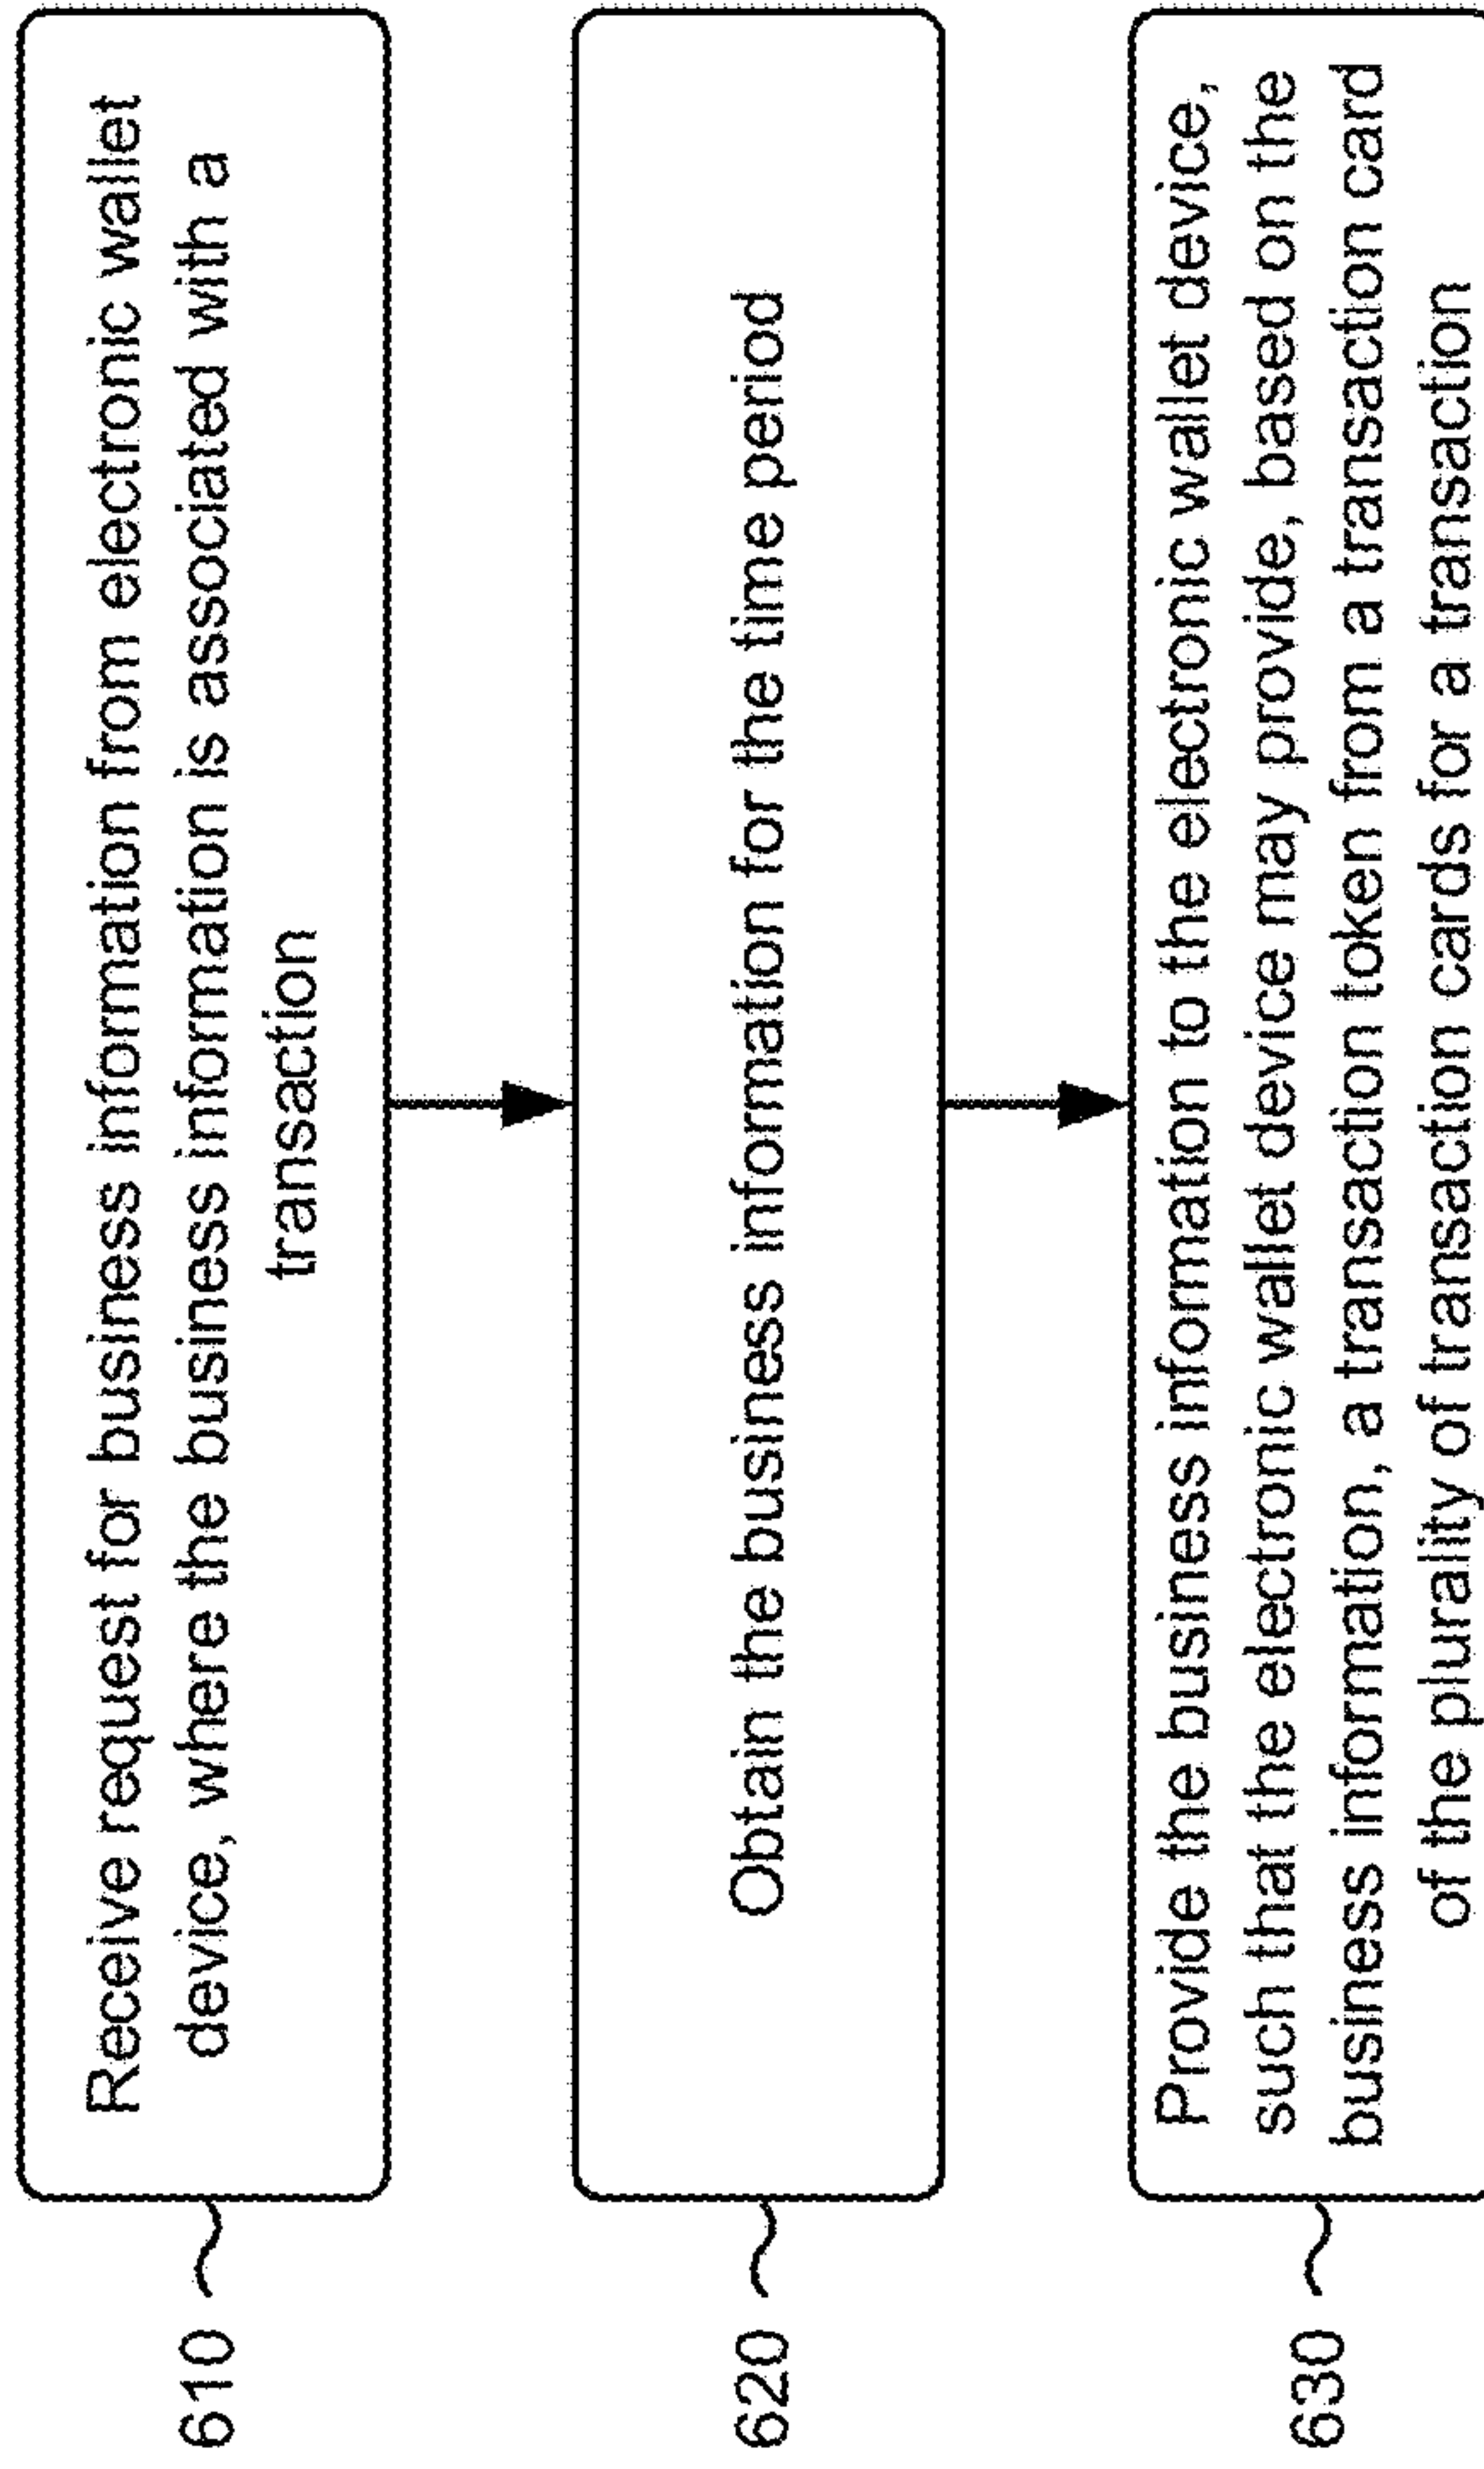 610
Receive request for business information from electronic wallet
device, where the business information is associated with a
transaction
620
Obtain the business information for the time period
630
Provide the business information to the electronic wallet device,
such that the electronic wallet device may provide, based on the
business information, a transaction token from a transaction card
of the plurality of transaction cards for a transaction